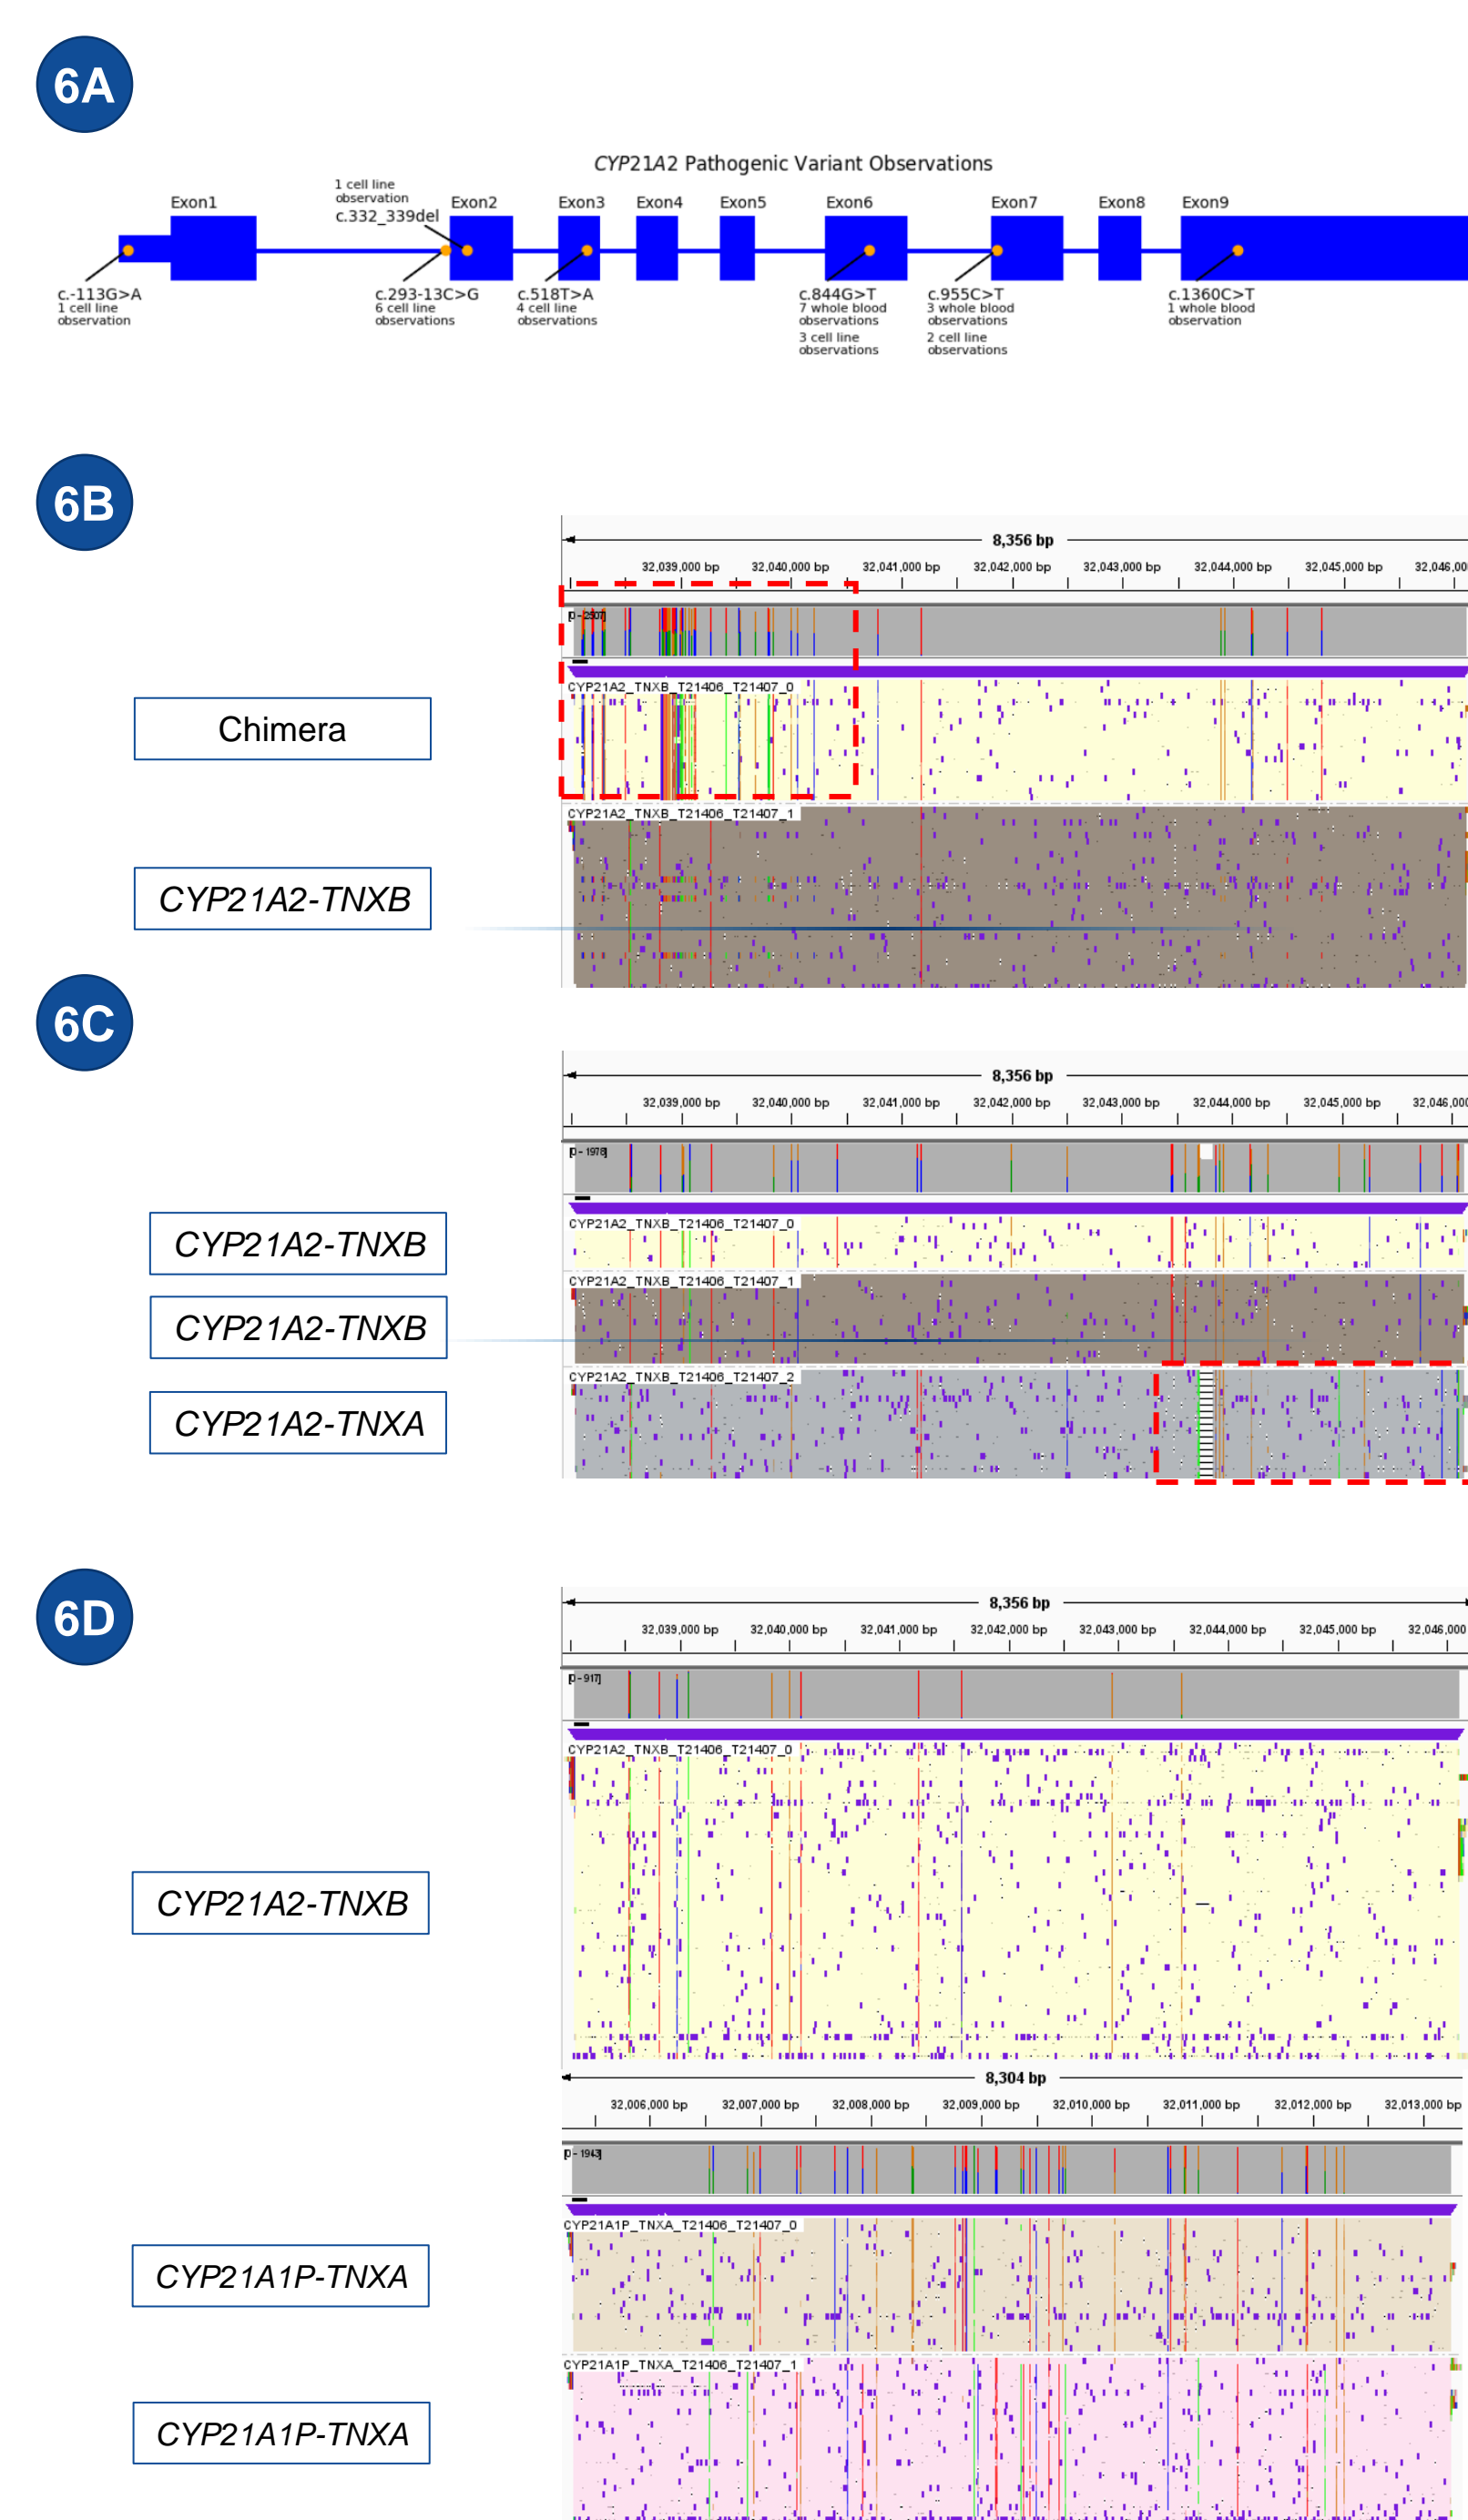 6A
CYP21A2 Pathogenic Variant Observations
1 cell line
observation
c.332_339del
Exon1
Exon2
Exon3
Exon4
Exon5
Exon6
Exon7
Exon8
Exon9
c.-113G>A
1 cell line
observation
c.293-13C>G
6 cell line
observations
c.518T>A
4 cell line
observations
c.844G>T
7 whole blood
observations
3 cell line
observations
c.955C>T
3 whole blood
observations
2 cell line
observations
c.1360C>T
1 whole blood
observation
6B
8,356 bp
32,039,000 bp 32,040,000 bp 32,041,000 bp 32,042,000 bp 32,043,000 bp 32,044,000 bp 32,045,000 bp 32,046,00
[0 - 2507]
CYP21A2_TNXB_T21406_T21407_0
Chimera
CYP21A2_TNXB_T21406_T21407_1
CYP21A2-TNXB
6C
8,356 bp
32,039,000 bp 32,040,000 bp 32,041,000 bp 32,042,000 bp 32,043,000 bp 32,044,000 bp 32,045,000 bp 32,046,000
[0 - 1978]
CYP21A2_TNXB_T21406_T21407_0
CYP21A2-TNXB
CYP21A2_TNXB_T21406_T21407_1
CYP21A2-TNXB
CYP21A2_TNXB_T21406_T21407_2
CYP21A2-TNXA
6D
8,356 bp
32,039,000 bp 32,040,000 bp 32,041,000 bp 32,042,000 bp 32,043,000 bp 32,044,000 bp 32,045,000 bp 32,046,000
[0 - 917]
CYP21A2_TNXB_T21406_T21407_0
CYP21A2-TNXB
8,304 bp
32,006,000 bp 32,007,000 bp 32,008,000 bp 32,009,000 bp 32,010,000 bp 32,011,000 bp 32,012,000 bp 32,013,000 bp
[0 - 1943]
CYP21A1P_TNXA_T21406_T21407_0
CYP21A1P-TNXA
CYP21A1P_TNXA_T21406_T21407_1
CYP21A1P-TNXA